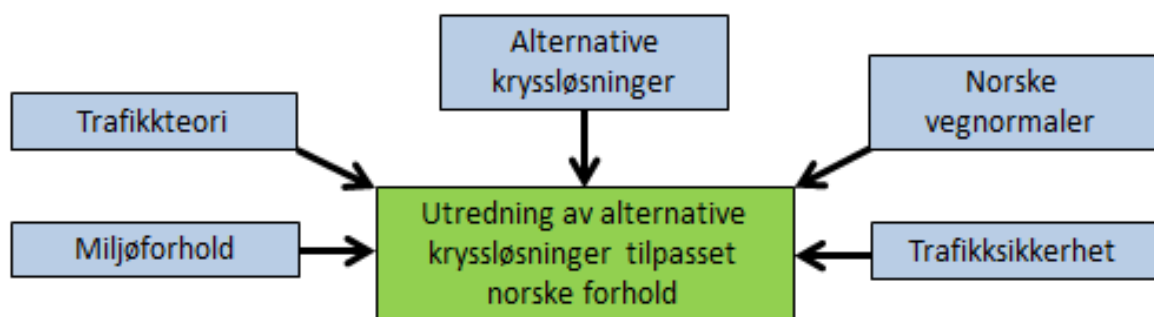 Alternative
kryssløsninger
Norske
vegnormaler
Trafikkteori
Utredning av alternative
kryssløsninger tilpasset
norske forhold
Miljøforhold
Trafikksikkerhet